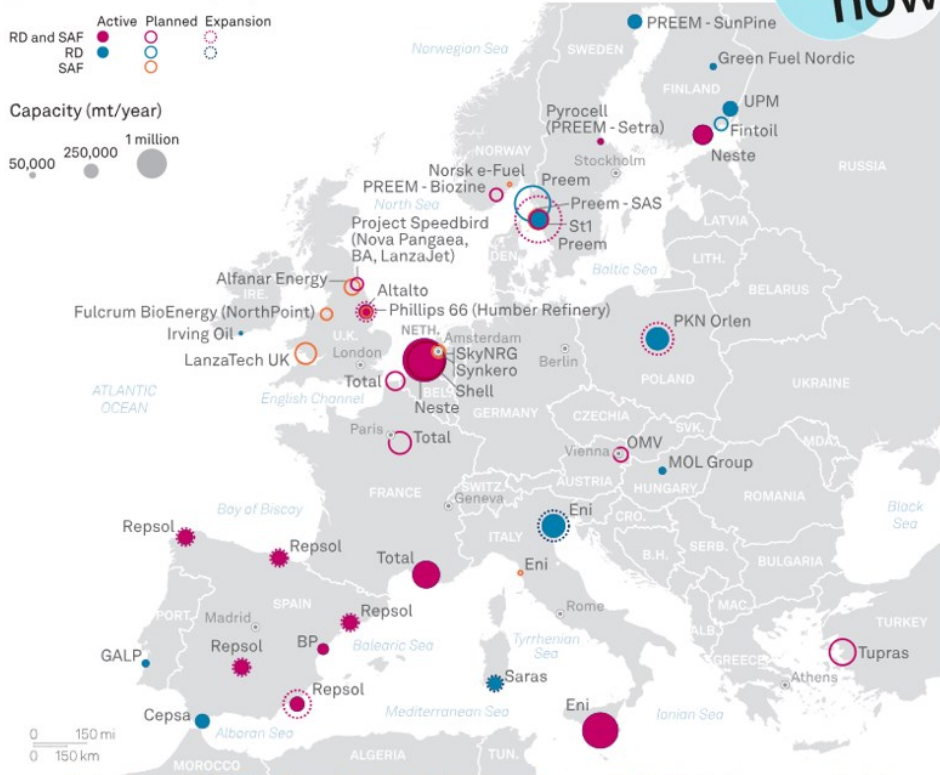 now
Active Planned Expansion
RD and SAF
RD
SAF
Capacity (mt/year)
50,000
250,000
1 million
Norwegian Sea
SWEDEN
PREEM - SunPine
Green Fuel Nordic
FINLAND
UPM
Fintoil
Neste
Pyrocell
(PREEM - Setra)
Stockholm
NORWAY
RUSSIA
Norsk e-Fuel
PREEM - Biozine
North Sea
Preem
Preem - SAS
St1
Preem
Project Speedbird
(Nova Pangaea,
BA, LanzaJet)
DEN.
LATVIA
LITH.
Baltic Sea
BELARUS
Alfanar Energy
IRE.
Altalto
Fulcrum BioEnergy (NorthPoint)
Phillips 66 (Humber Refinery)
Irving Oil
U.K.
NETH.
Amsterdam
PKN Orlen
London
LanzaTech UK
SkyNRG
Synkero
Berlin
POLAND
Total
Shell
BEL.
UKRAINE
ATLANTIC
OCEAN
English Channel
Neste
GERMANY
CZECHIA
Paris
Total
SVK.
MDA.
Vienna
OMV
MOL Group
FRANCE
SWITZ.
AUSTRIA
HUNGARY
Geneva
ROMANIA
Bay of Biscay
Black
Sea
Repsol
Eni
CRO.
ITALY
Repsol
Total
B.H.
SERB.
BULGARIA
Eni
SPAIN
MAC.
PORT.
Madrid
Repsol
Rome
ALB.
TURKEY
Repsol
BP
Balearic Sea
Tyrrhenian
Sea
GALP
GREECE
Tupras
Athens
Repsol
Saras
Cepsa
Alboran Sea
Mediterranean Sea
Eni
Ionian Sea
0 150 mi
0 150 km
MOROCCO
ALGERIA
TUN.